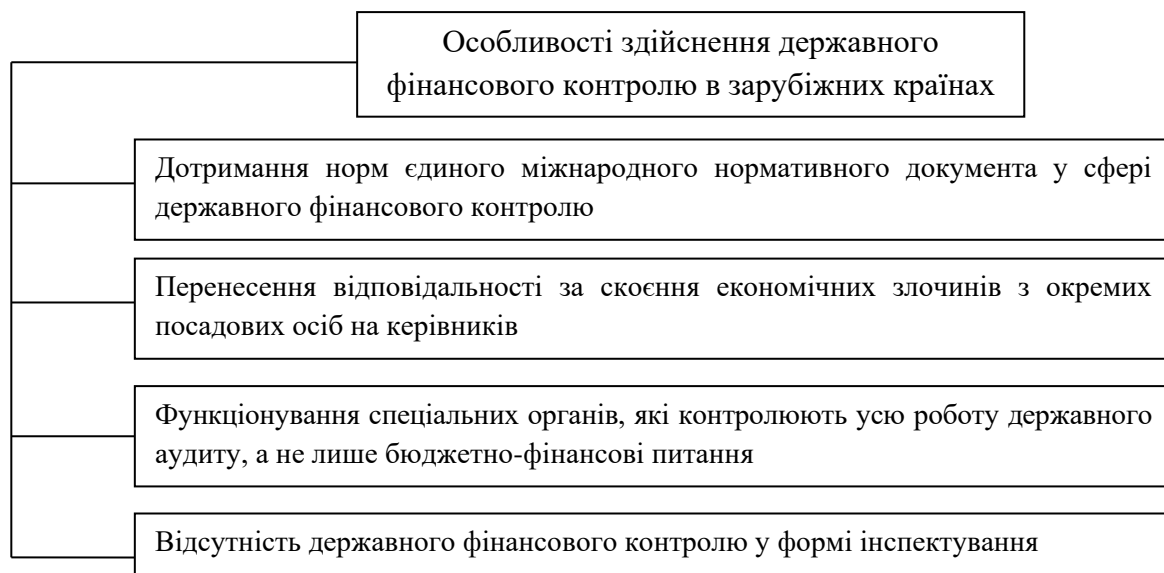 Особливості здійснення державного
фінансового контролю в зарубіжних країнах
Дотримання норм єдиного міжнародного нормативного документа у сфері
державного фінансового контролю
Перенесення відповідальності за скоєння економічних злочинів з окремих
посадових осіб на керівників
Функціонування спеціальних органів, які контролюють усю роботу державного
аудиту, а не лише бюджетно-фінансові питання
Відсутність державного фінансового контролю у формі інспектування